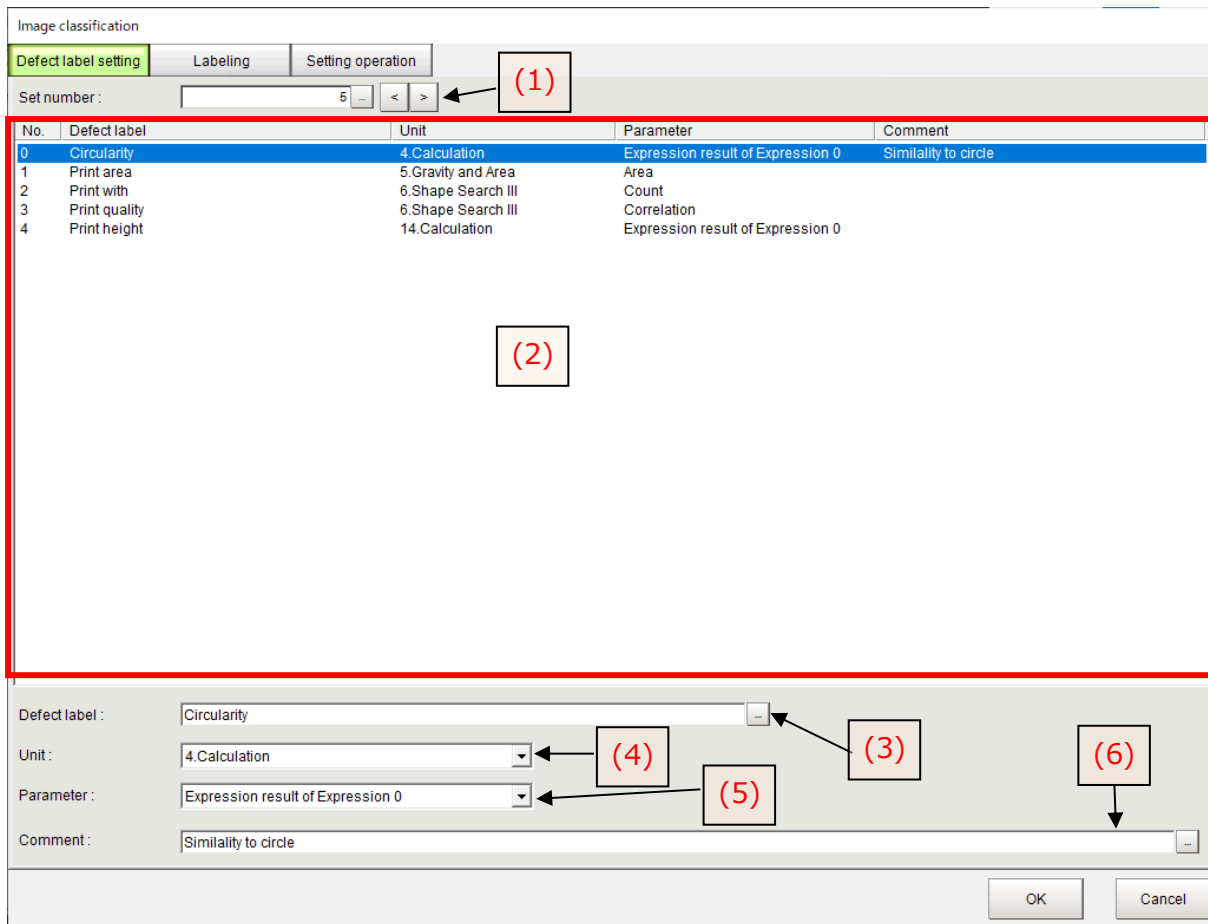 Image classification
Defect label setting Labeling Setting operation
(1)
Set number : 5 ... < >
No. Defect label Unit Parameter Comment
0 Circularity 4.Calculation Expression result of Expression 0 Similality to circle
1 Print area 5.Gravity and Area Area
2 Print with 6.Shape Search III Count
3 Print quality 6.Shape Search III Correlation
4 Print height 14.Calculation Expression result of Expression 0
(2)
Defect label : Circularity ...
(3)
Unit : 4.Calculation
(4)
(6)
Parameter : Expression result of Expression 0
(5)
Comment : Similality to circle ...
OK Cancel